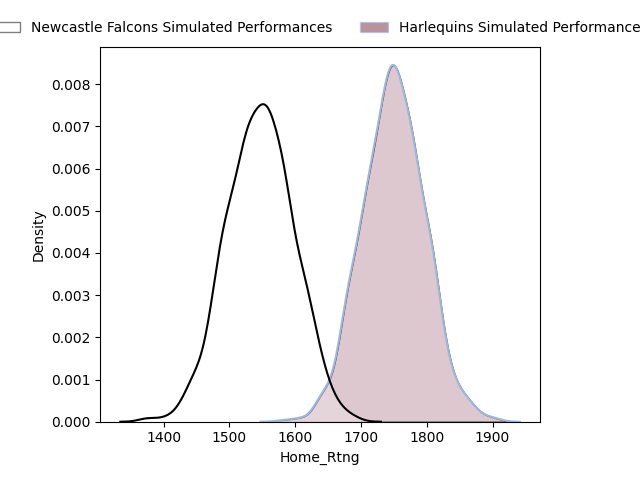 Newcastle Falcons Simulated Performances Harlequins Simulated Performance
0.008
0.007
0.006
0.005
0.004
0.003
0.002
0.001
0.000
Density
1400 1500 1600 1700 1800 1900
Home_Rtng